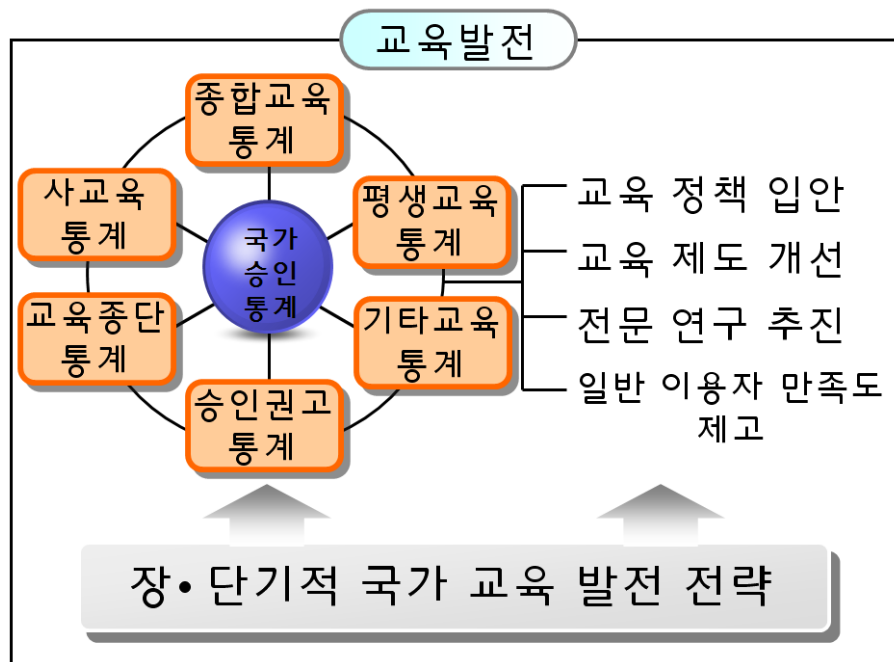 교육발전
종합교육
통계
사교육
통계
평생교육
통계
국가
승인
통계
교육종단
통계
기타교육
통계
승인권고
통계
교육 정책 입안
교육 제도 개선
전문 연구 추진
일반 이용자 만족도
제고
장• 단기적 국가 교육 발전 전략